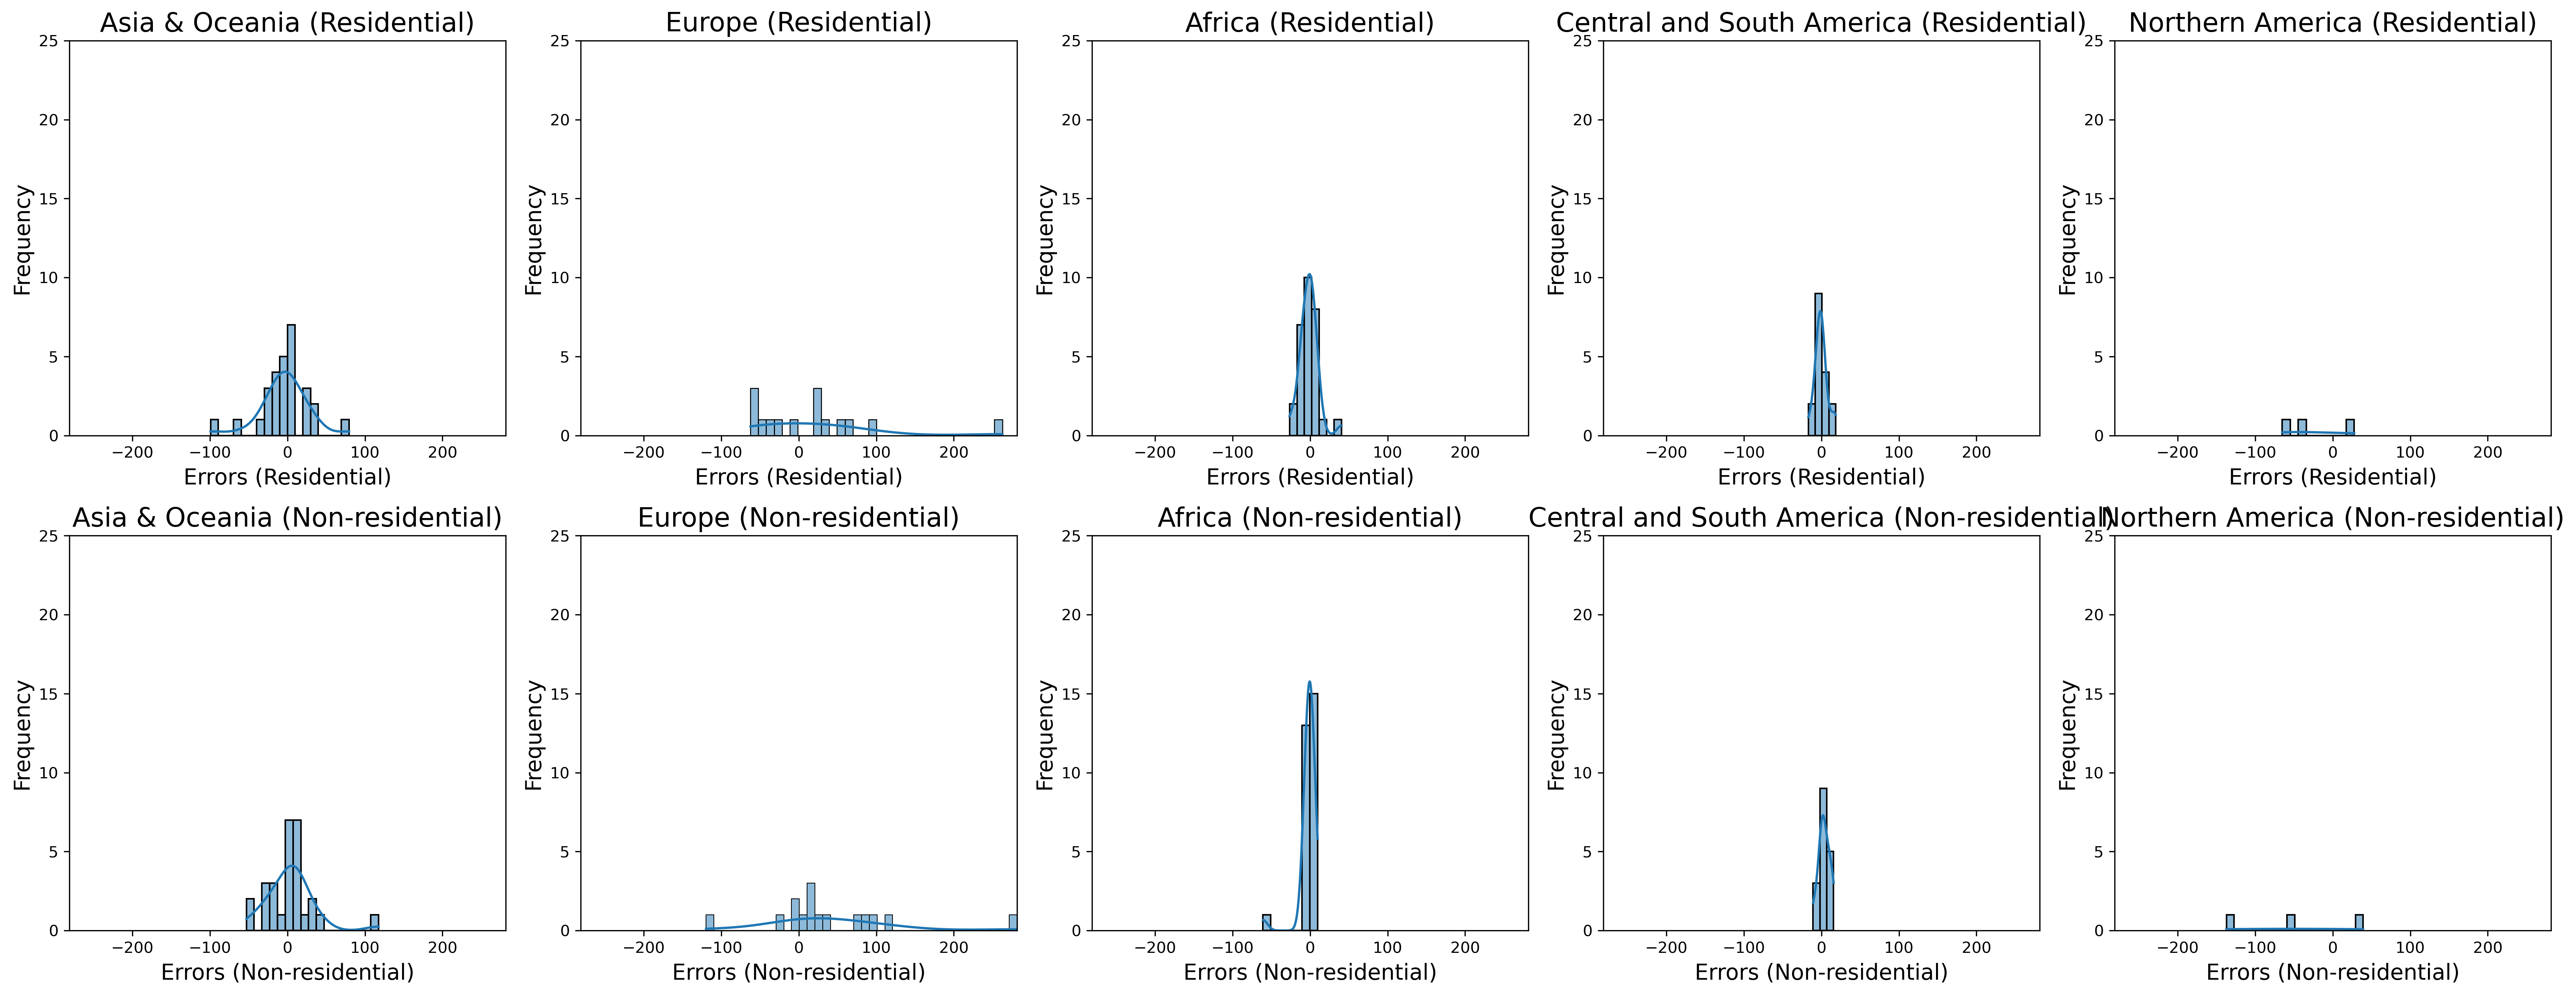 Asia & Oceania (Residential)
25
20
15
10
5
0
Frequency
−200 −100 0 100 200
Errors (Residential)
Europe (Residential)
25
20
15
10
5
0
Frequency
−200 −100 0 100 200
Errors (Residential)
Africa (Residential)
25
20
15
10
5
0
Frequency
−200 −100 0 100 200
Errors (Residential)
Central and South America (Residential)
25
20
15
10
5
0
Frequency
−200 −100 0 100 200
Errors (Residential)
Northern America (Residential)
25
20
15
10
5
0
Frequency
−200 −100 0 100 200
Errors (Residential)
Asia & Oceania (Non-residential)
25
20
15
10
5
0
Frequency
−200 −100 0 100 200
Errors (Non-residential)
Europe (Non-residential)
25
20
15
10
5
0
Frequency
−200 −100 0 100 200
Errors (Non-residential)
Africa (Non-residential)
25
20
15
10
5
0
Frequency
−200 −100 0 100 200
Errors (Non-residential)
Central and South America (Non-residential)
25
20
15
10
5
0
Frequency
−200 −100 0 100 200
Errors (Non-residential)
Northern America (Non-residential)
25
20
15
10
5
0
Frequency
−200 −100 0 100 200
Errors (Non-residential)